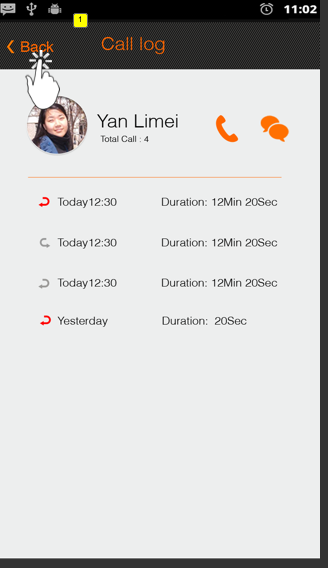 11:02
1
Back Call log
Yan Limei
Total Call : 4
Today12:30 Duration: 12Min 20Sec
Today12:30 Duration: 12Min 20Sec
Today12:30 Duration: 12Min 20Sec
Yesterday Duration: 20Sec